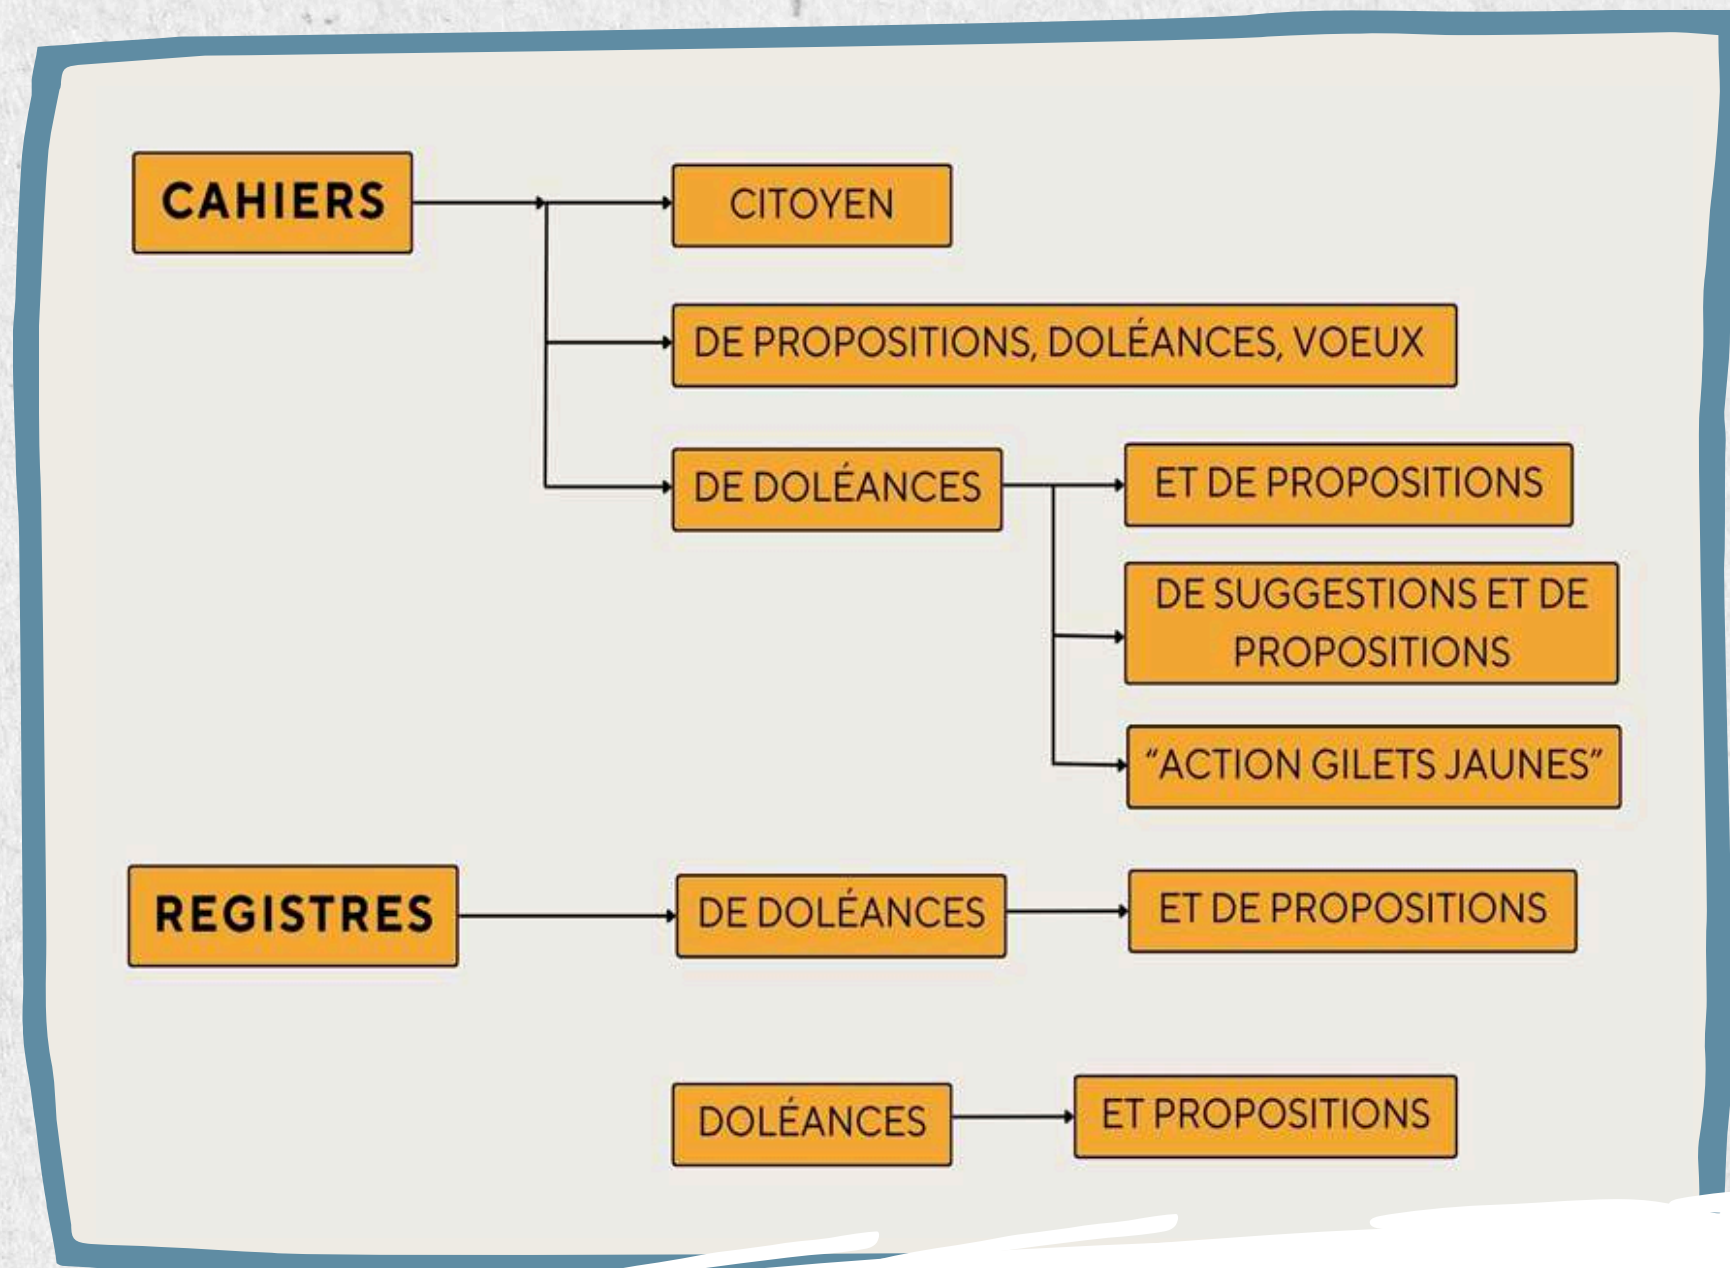 CAHIERS
CITOYEN
DE PROPOSITIONS, DOLÉANCES, VOEUX
DE DOLÉANCES
ET DE PROPOSITIONS
DE SUGGESTIONS ET DE
PROPOSITIONS
“ACTION GILETS JAUNES”
REGISTRES
DE DOLÉANCES
ET DE PROPOSITIONS
DOLÉANCES
ET PROPOSITIONS